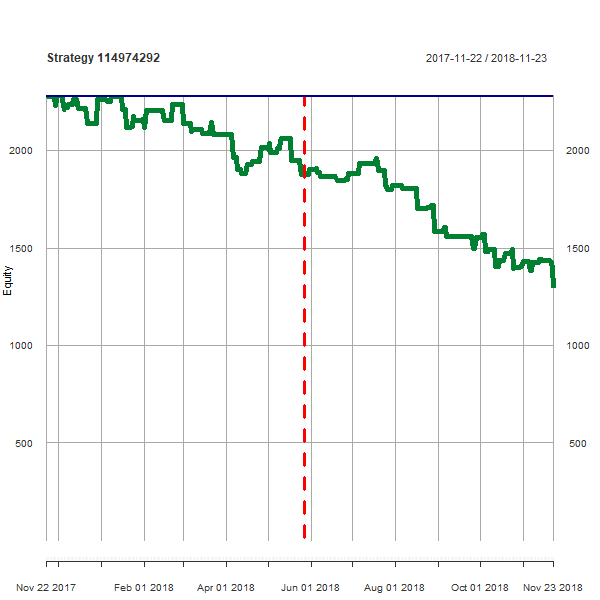 Strategy 114974292
2017-11-22 / 2018-11-23
2000
2000
1500
1500
Equity
1000
1000
500
500
Nov 22 2017
Feb 01 2018
Apr 01 2018
Jun 01 2018
Aug 01 2018
Oct 01 2018
Nov 23 2018